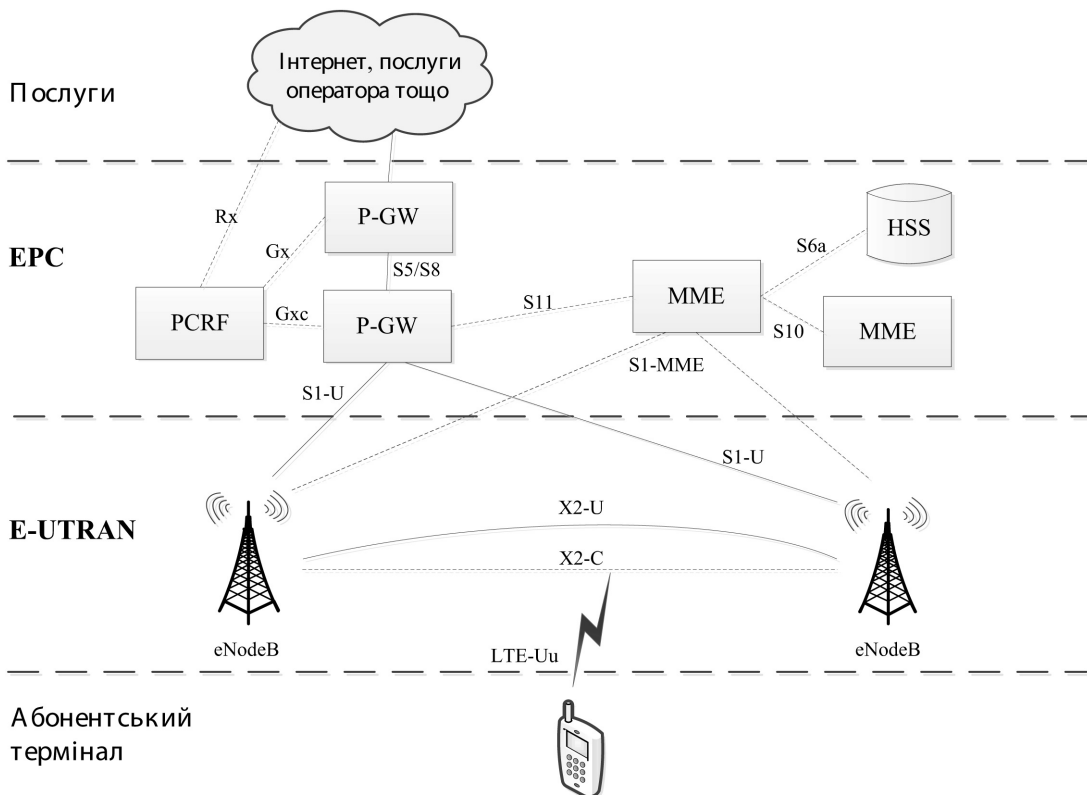 Інтернет, послуги
оператора тощо
Послуги
Rx
P-GW
HSS
Gx
S6a
EPC
S5/S8
PCRF
Gxc
P-GW
S11
MME
S10
MME
S1-U
S1-MME
S1-U
E-UTRAN
X2-U
X2-C
eNodeB
eNodeB
LTE-Uu
Абонентський
термінал